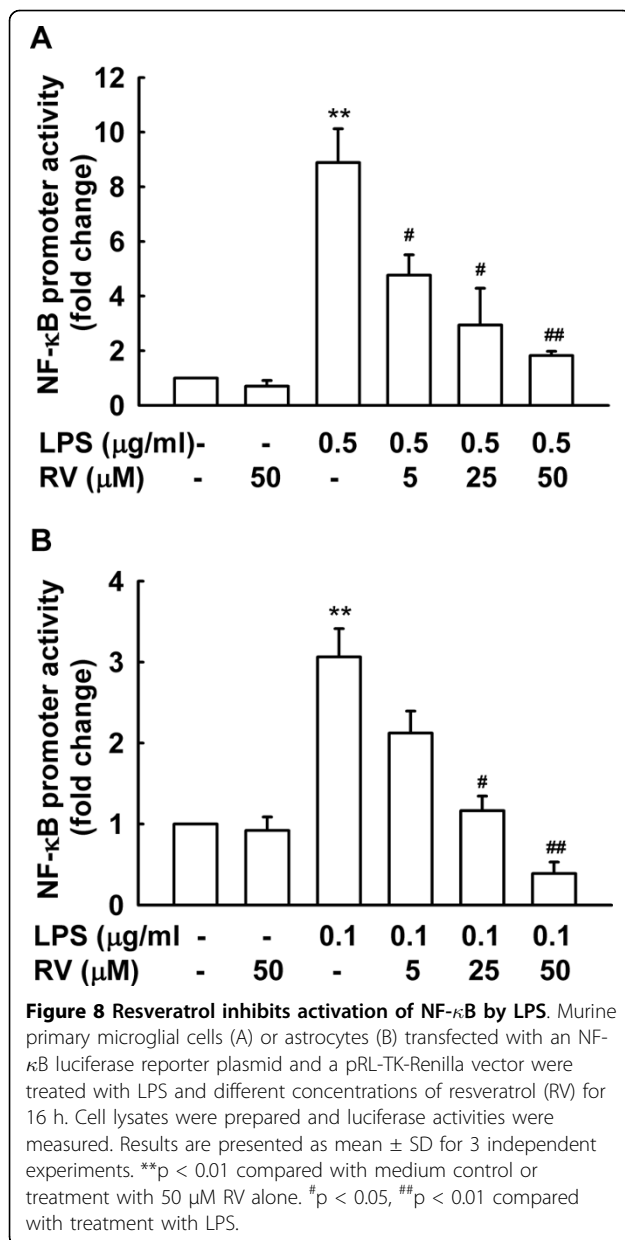 A
NF-κB promoter activity
(fold change)
12
10
8
6
4
2
0
**
#
#
##
LPS (μg/ml)- - 0.5 0.5 0.5 0.5
RV (μM) - 50 - 5 25 50
B
NF-κB promoter activity
(fold change)
4
3
2
1
0
**
#
##
LPS (μg/ml - - 0.1 0.1 0.1 0.1
RV (μM) - 50 - 5 25 50
Figure 8 Resveratrol inhibits activation of NF-κB by LPS. Murine
primary microglial cells (A) or astrocytes (B) transfected with an NF-
κB luciferase reporter plasmid and a pRL-TK-Renilla vector were
treated with LPS and different concentrations of resveratrol (RV) for
16 h. Cell lysates were prepared and luciferase activities were
measured. Results are presented as mean ± SD for 3 independent
experiments. **p < 0.01 compared with medium control or
treatment with 50 μM RV alone. #p < 0.05, ##p < 0.01 compared
with treatment with LPS.